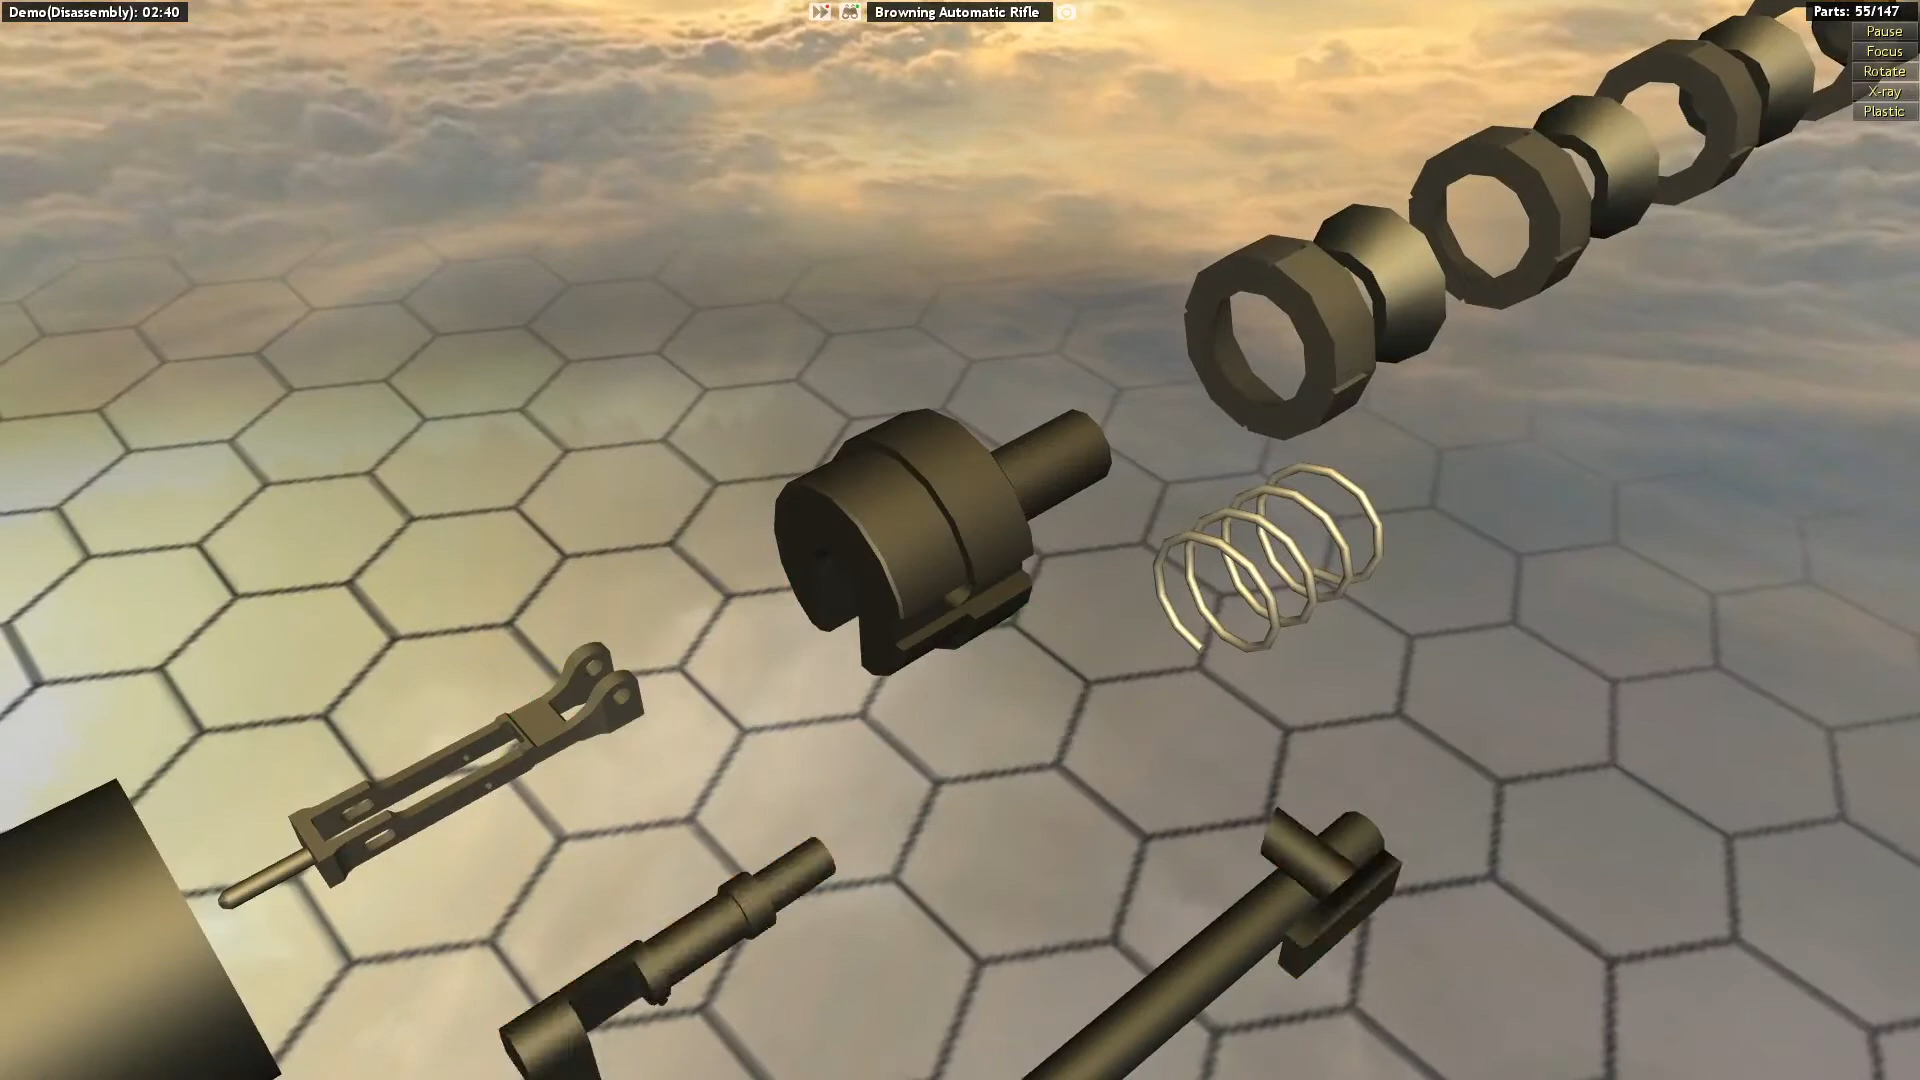 Demo(Disassembly): 02:40
Browning Automatic Rifle
Parts: 55/147
Pause
Focus
Rotate
X-ray
Plastic